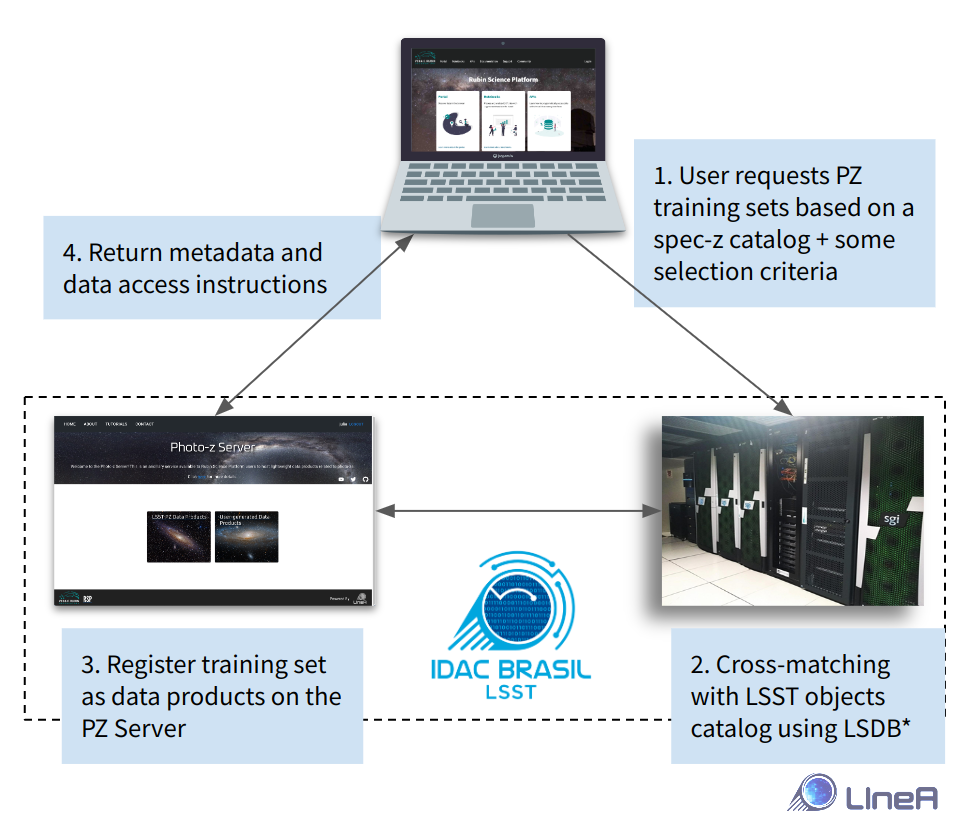 Rubin Science Platform
1. User requests PZ
training sets based on a
spec-z catalog + some
selection criteria
4. Return metadata and
data access instructions
HOME ABOUT TUTORIALS CONTACT
Photo-z Server
LSST PZ Data Products
User-generated Data
Products
Powered By
LIneA
sgi
IDAC BRASIL
LSST
3. Register training set
as data products on the
PZ Server
2. Cross-matching
with LSST objects
catalog using LSDB*
LIneA